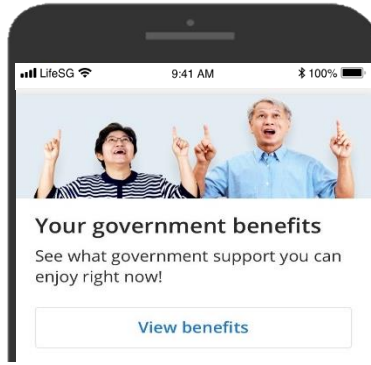 LifeSG 9:41 AM 100%
Your government benefits
See what government support you can
enjoy right now!
View benefits